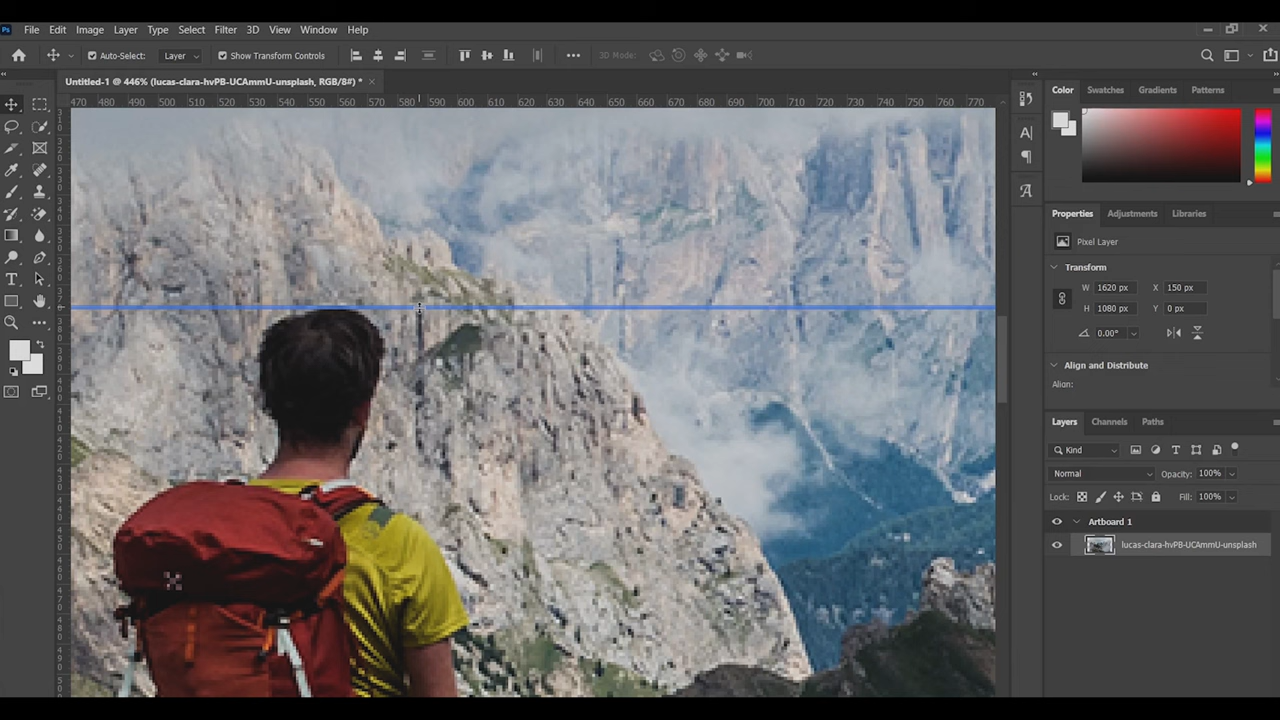 Ps File Edit Image Layer Type Select Filter 3D View Window Help
Auto-Select: Layer Show Transform Controls 3D Mode:
Untitled-1 @ 446% (lucas-clara-hvPB-UCAmmU-unsplash, RGB/8#) *
470 480 490 500 510 520 530 540 550 560 570 580 590 600 610 620 630 640 650 660 670 680 690 700 710 720 730 740 750 760 770
Color Swatches Gradients Patterns
Properties Adjustments Libraries
Pixel Layer
Transform
W 1620 px X 150 px
H 1080 px Y 0 px
0.00°
Align and Distribute
Align:
Layers Channels Paths
Kind
Normal Opacity: 100%
Lock: Fill: 100%
Artboard 1
lucas-clara-hvPB-UCAmmU-unsplash